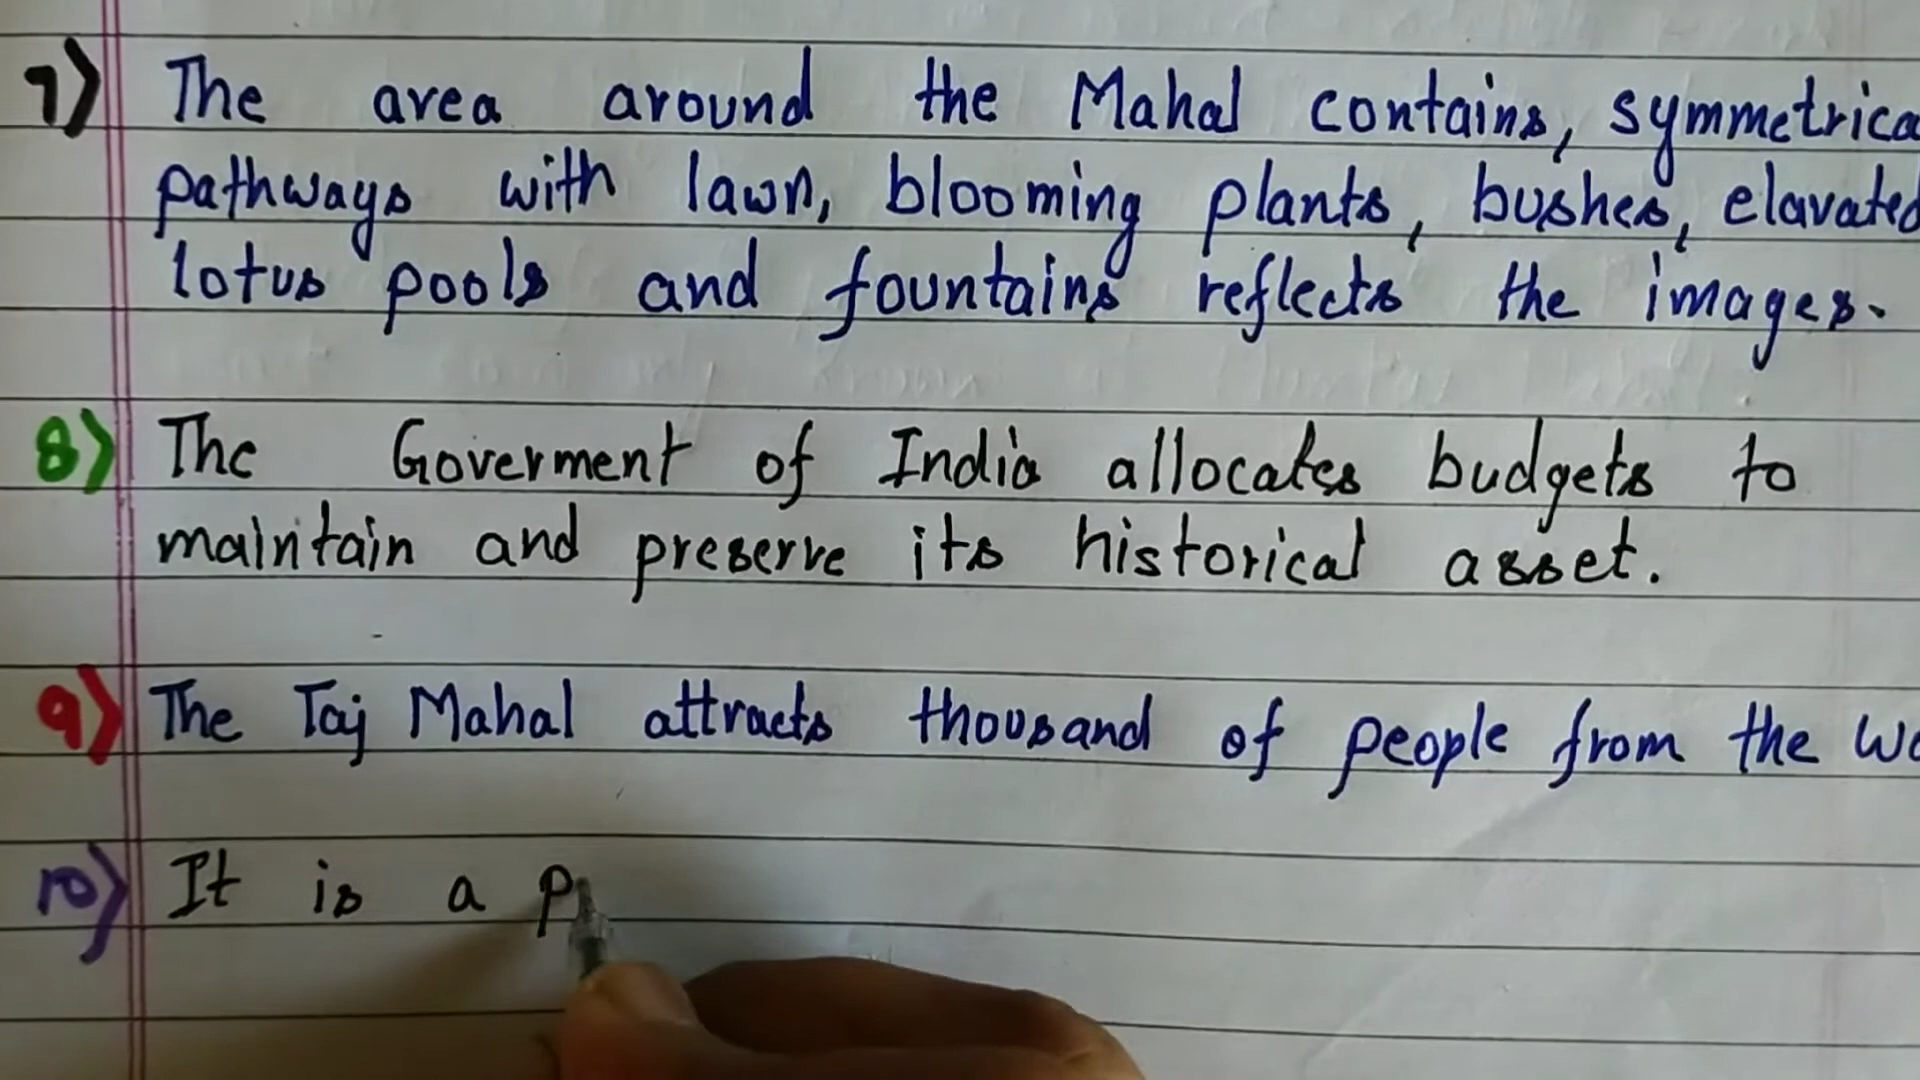 7) The area around the Mahal contains, symmetrica
pathways with lawn, blooming plants, bushes, elavated
lotus pools and fountains reflects the images.
8) The Goverment of India allocates budgets to
maintain and preserve its historical asset.
9) The Taj Mahal attracts thousand of people from the wo
10) It is a p